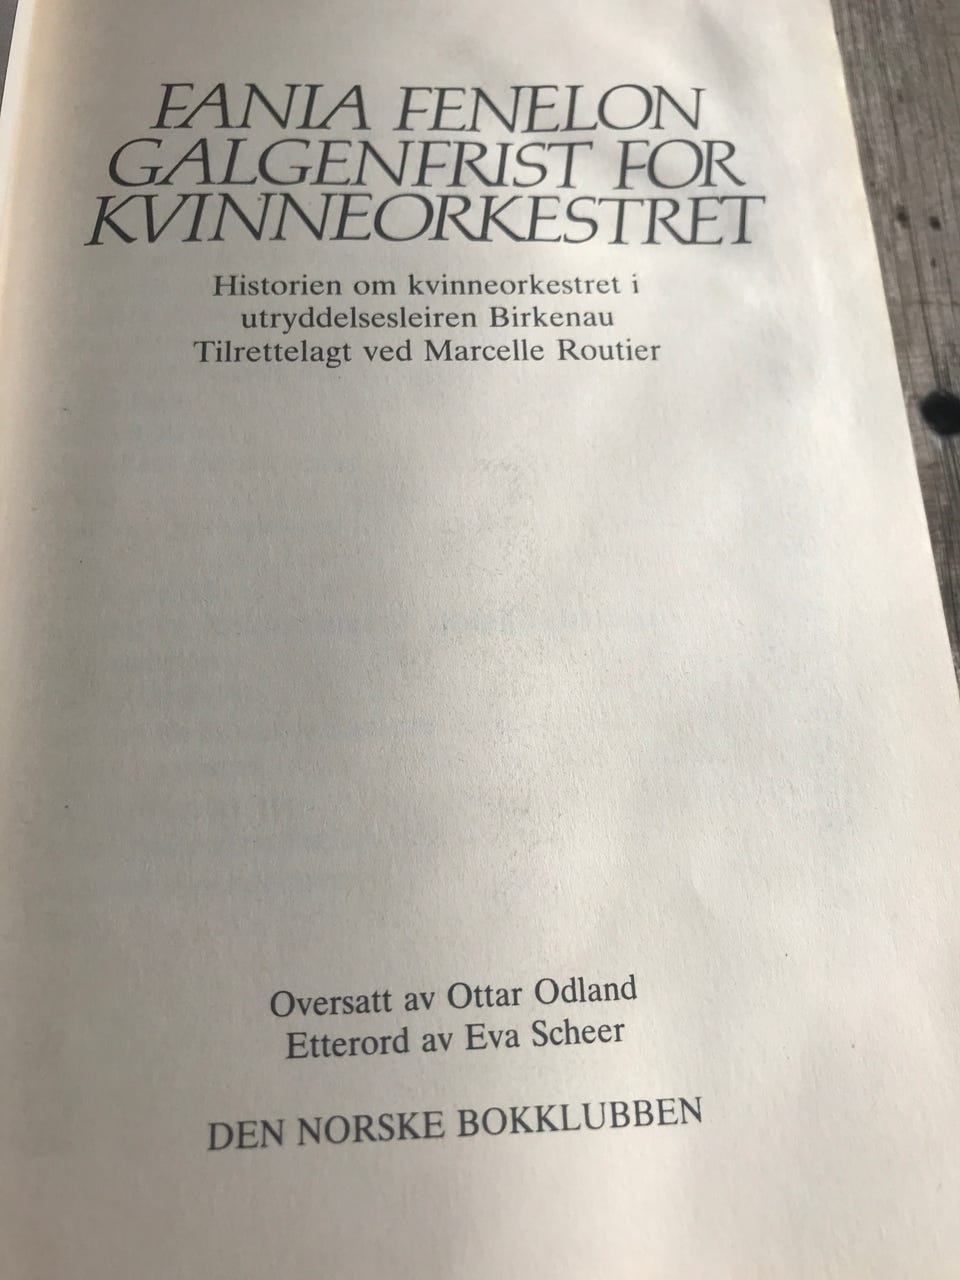 FANIA FENELON
GALGENFRIST FOR
KVINNEORKESTRET
Historien om kvinneorkestret i
utryddelsesleiren Birkenau
Tilrettelagt ved Marcelle Routier
Oversatt av Ottar Odland
Etterord av Eva Scheer
DEN NORSKE BOKKLUBBEN